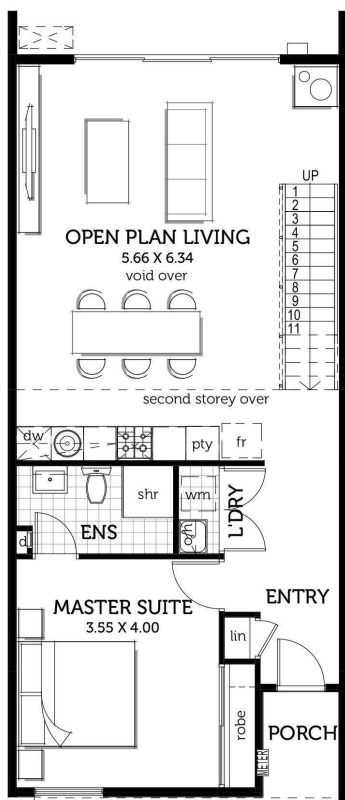 UP
1
2
3
4
5
6
7
8
9
10
11
OPEN PLAN LIVING
5.66 X 6.34
void over
second storey over
dw
pty
fr
shr
wm
L'DRY
ENS
o/h
d
MASTER SUITE
3.55 X 4.00
ENTRY
lin
robe
PORCH
METER